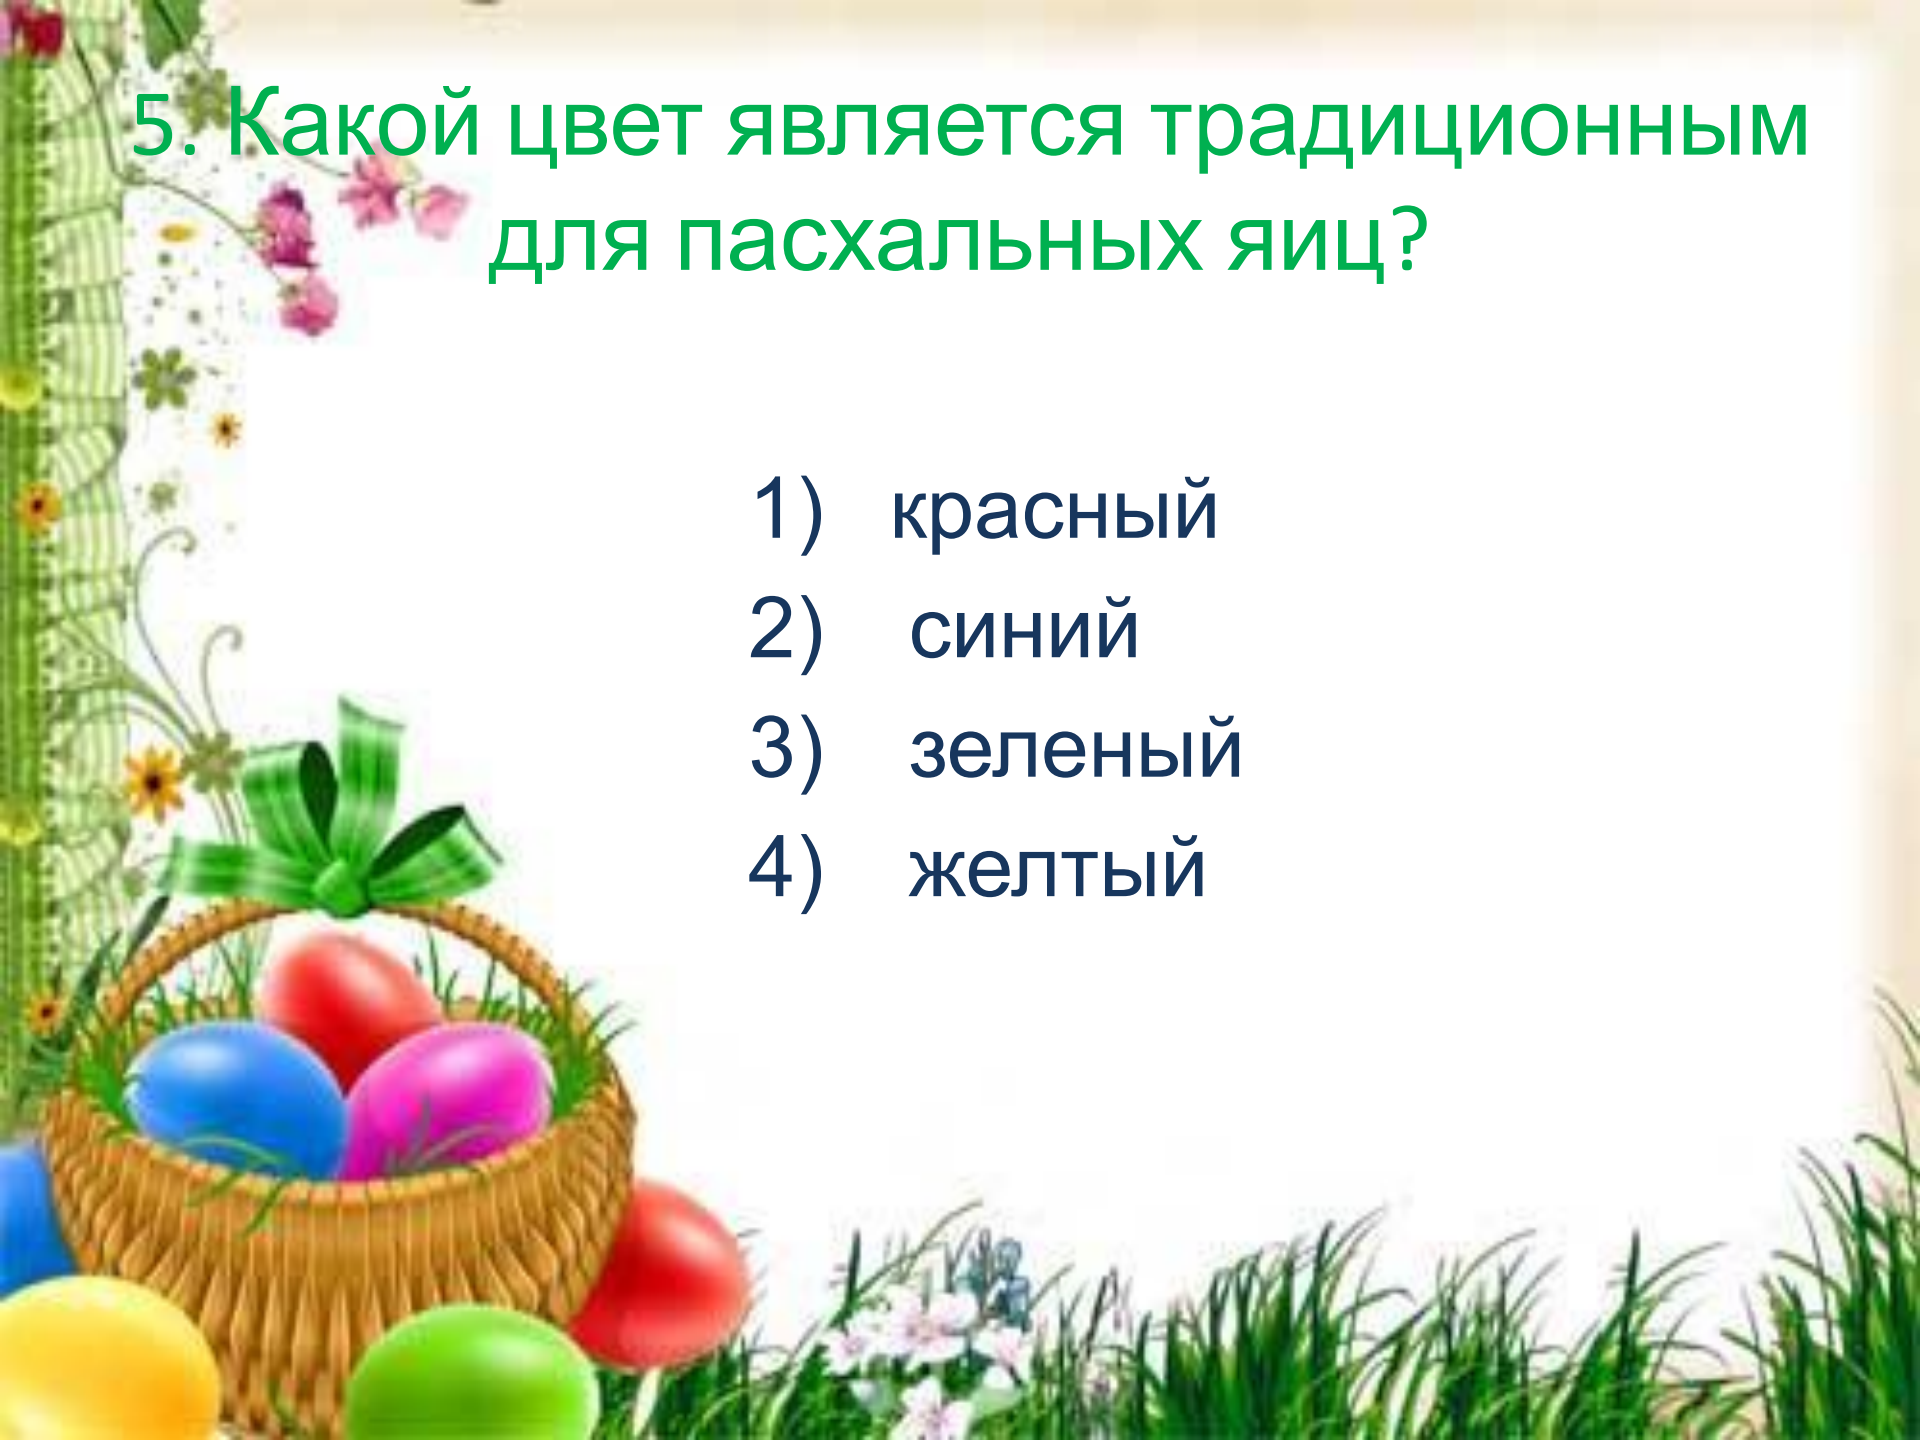 5. Какой цвет является традиционным
для пасхальных яиц?
1) красный
2) синий
3) зеленый
4) желтый